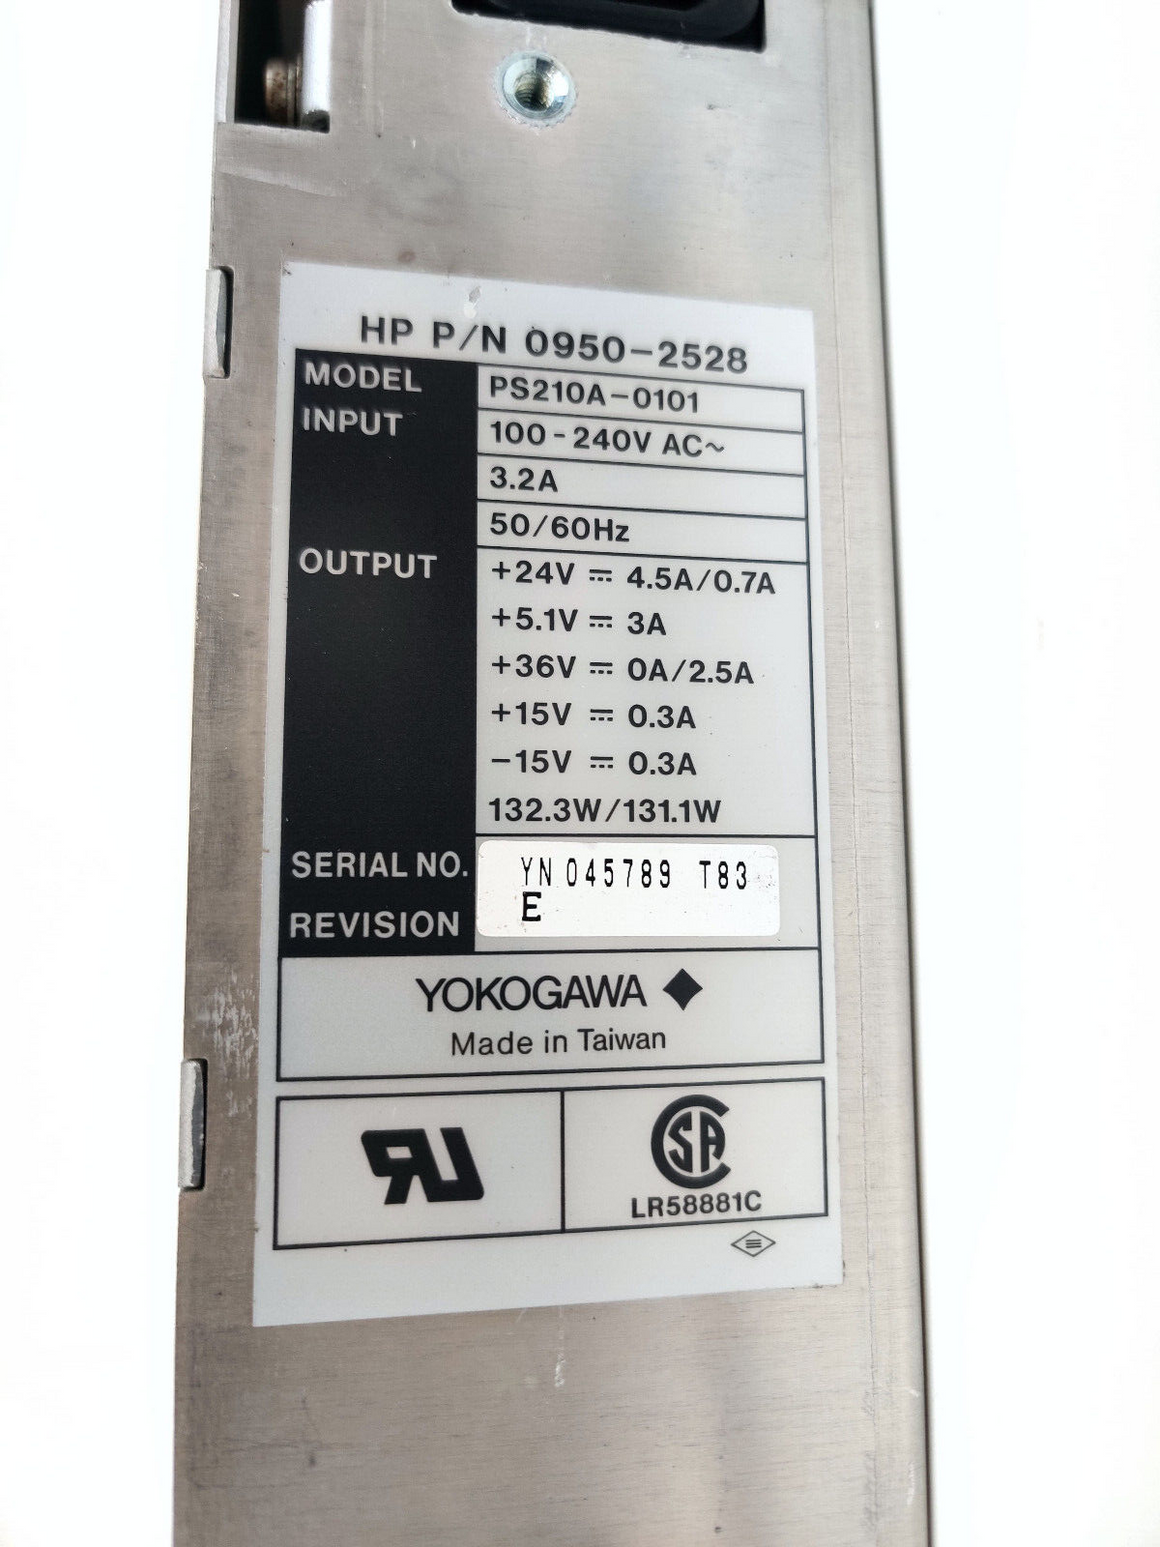 HP P/N 0950-2528
MODEL PS210A-0101
INPUT 100-240V AC~
3.2A
50/60Hz
OUTPUT +24V ⎓ 4.5A/0.7A
+5.1V ⎓ 3A
+36V ⎓ 0A/2.5A
+15V ⎓ 0.3A
-15V ⎓ 0.3A
132.3W/131.1W
SERIAL NO. YN 045789 T83
REVISION E
YOKOGAWA ◆
Made in Taiwan
RU
SA
LR58881C